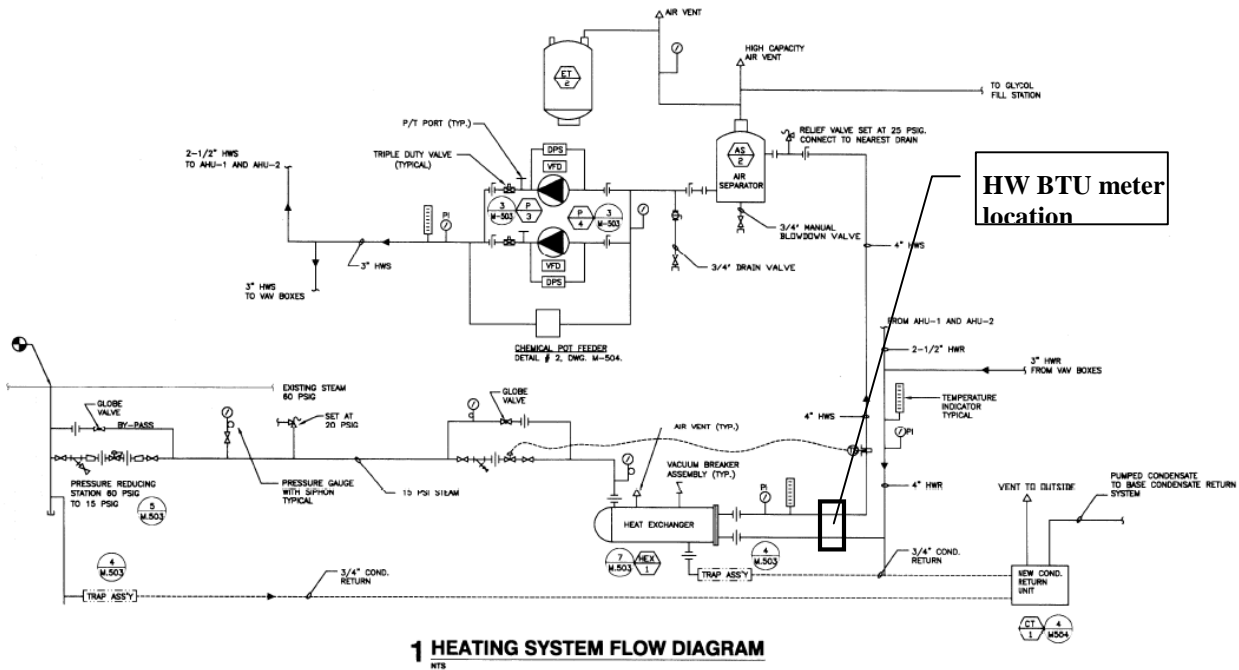 AIR VENT
HIGH CAPACITY
AIR VENT
TO GLYCOL
FILL STATION
ET
2
P/T PORT (TYP.)
TRIPLE DUTY VALVE
(TYPICAL)
2-1/2" HWS
TO AHU-1 AND AHU-2
DPS
VFD
AS
2
AIR
SEPARATOR
RELIEF VALVE SET AT 25 PSIG.
CONNECT TO NEAREST DRAIN
HW BTU meter
location
3
M-503
P
3
P
4
3
M-503
PI
3/4" MANUAL
BLOWDOWN VALVE
4" HWS
3" HWS
VFD
DPS
3/4" DRAIN VALVE
3" HWS
TO VAV BOXES
CHEMICAL POT FEEDER
DETAIL # 2, DWG. M-504.
FROM AHU-1 AND AHU-2
2-1/2" HWR
3" HWR
FROM VAV BOXES
EXISTING STEAM
60 PSIG
GLOBE
VALVE
BY-PASS
SET AT
20 PSIG
GLOBE
VALVE
4" HWS
TEMPERATURE
INDICATOR
TYPICAL
AIR VENT (TYP.)
PI
PRESSURE REDUCING
STATION 60 PSIG
TO 15 PSIG
PRESSURE GAUGE
WITH SIPHON
TYPICAL
15 PSI STEAM
VACUUM BREAKER
ASSEMBLY (TYP.)
PI
4" HWR
VENT TO OUTSIDE
PUMPED CONDENSATE
TO BASE CONDENSATE RETURN
SYSTEM
5
M.503
HEAT EXCHANGER
7
M.503
HEX
1
4
M.503
TRAP ASS'Y
3/4" COND.
RETURN
4
M.503
TRAP ASS'Y
3/4" COND.
RETURN
NEW COND.
RETURN
UNIT
CT
1
4
M504
1 HEATING SYSTEM FLOW DIAGRAM
NTS